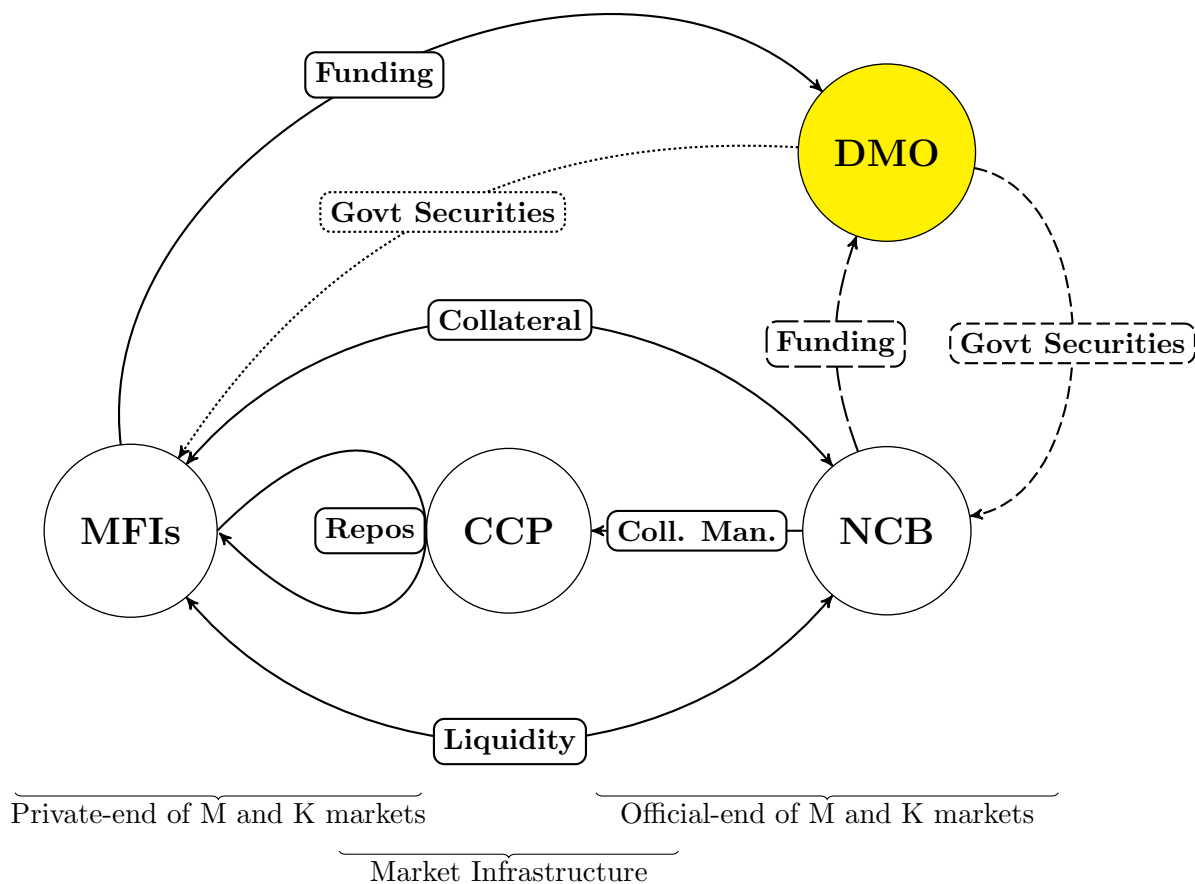 Funding
DMO
Govt Securities
Collateral
Funding
Govt Securities
MFIs
Repos
CCP
Coll. Man.
NCB
Liquidity
Private-end of M and K markets
Official-end of M and K markets
Market Infrastructure